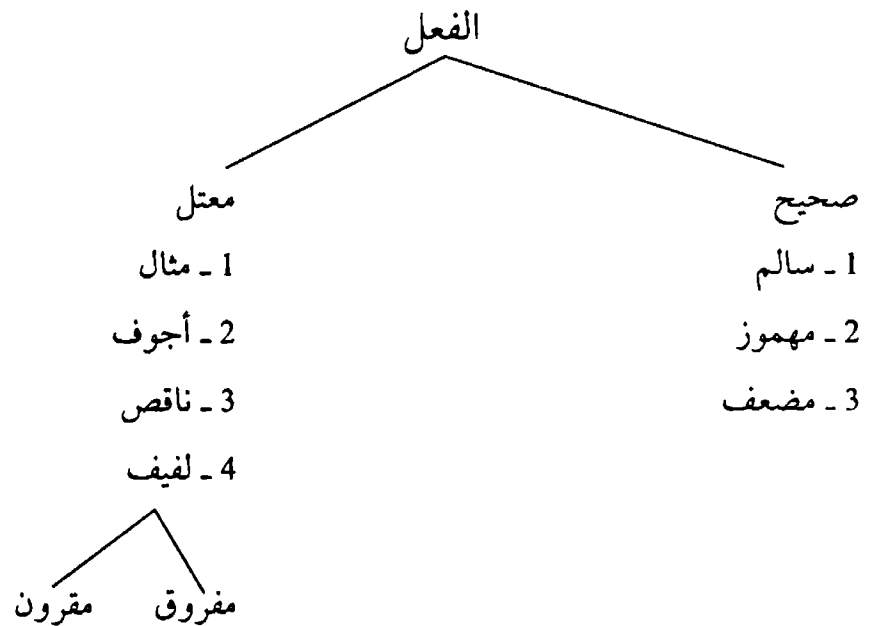 الفعل
صحيح
1 ـ سالم
2 ـ مهموز
3 ـ مضعف
معتل
1 ـ مثال
2 ـ أجوف
3 ـ ناقص
4 ـ لفيف
مفروق مقرون